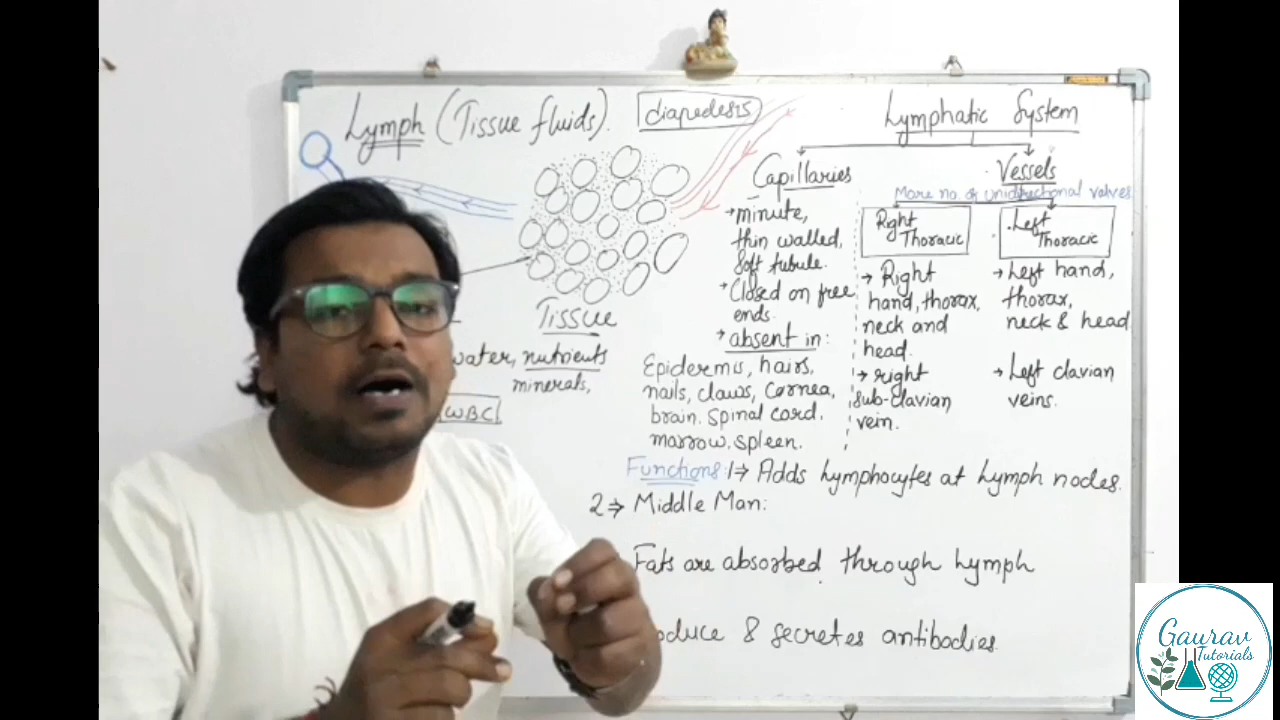 Lymph (Tissue fluids).
diapedesis
Tissue
water, nutrients
minerals,
WBC
Lymphatic System
Capillaries
→ minute,
thin walled,
soft tubule.
→ Closed on free
ends.
→ absent in:
Epidermis, hairs,
nails, claws, Cornea,
brain, spinal cord,
marrow, spleen.
Vessels
More no. of unidirectional valves
Right
Thoracic
→ Right
hand, thorax,
neck and
head.
→ right
sub-clavian
vein.
Left
Thoracic
→ Left hand,
thorax,
neck & head
→ Left clavian
veins.
Functions: 1→ Adds lymphocytes at lymph nodes.
2⇒ Middle Man:
Fats are absorbed through lymph
oduce & secretes antibodies.
Gaurav
Tutorials